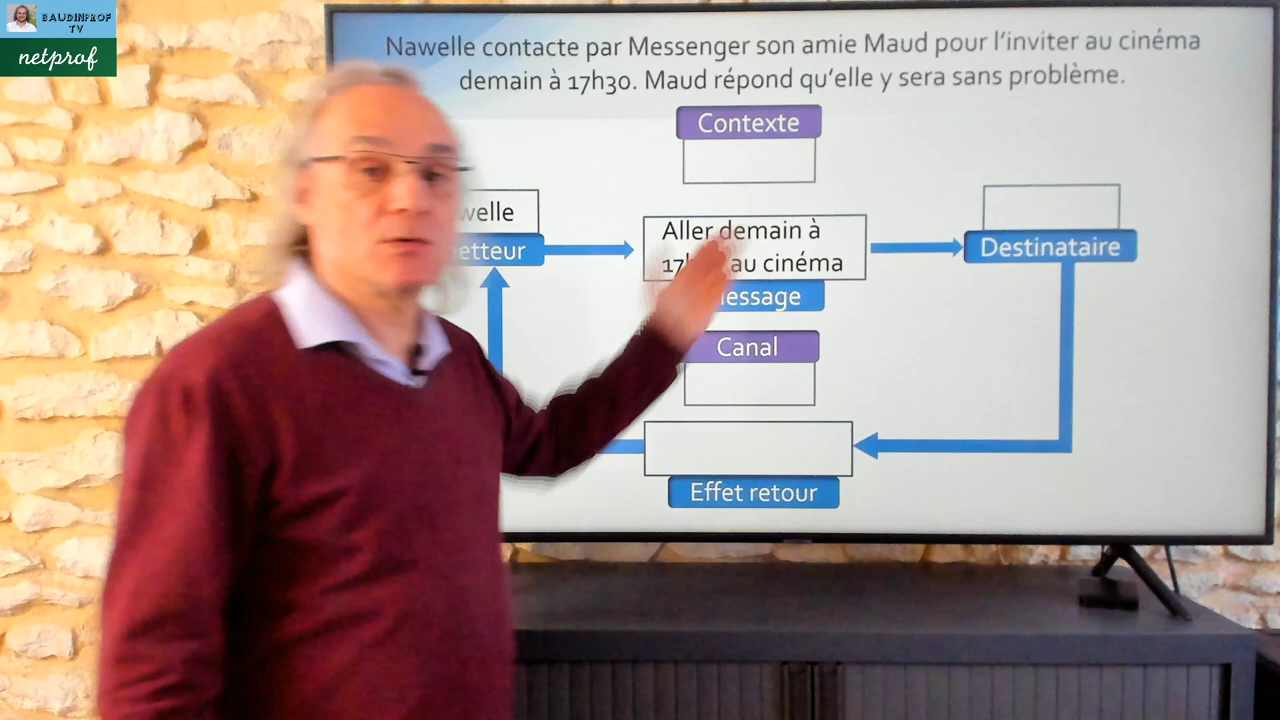 BAUDINPROF
TV
netprof
Nawelle contacte par Messenger son amie Maud pour l'inviter au cinéma
demain à 17h30. Maud répond qu'elle y sera sans problème.
Contexte
welle
etteur
Aller demain à
17 au cinéma
essage
Destinataire
Canal
Effet retour